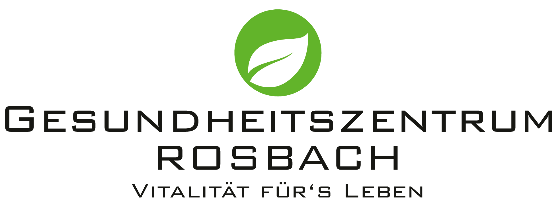 GESUNDHEITSZENTRUM
ROSBACH
VITALITÄT FÜR‘S LEBEN